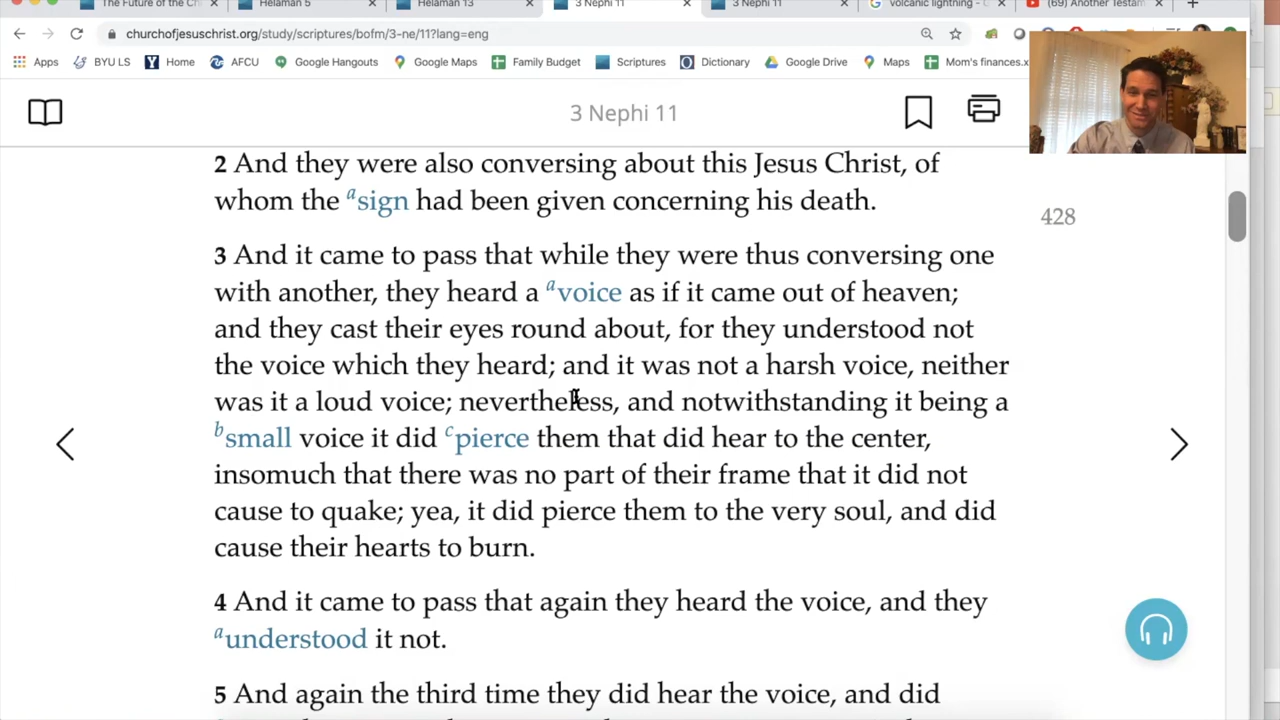 The Future of the Ch
Helaman 5
Helaman 13
3 Nephi 11
3 Nephi 11
volcanic lightning - G
(69) Another Testam
churchofjesuschrist.org/study/scriptures/bofm/3-ne/11?lang=eng
Apps BYU LS Home AFCU Google Hangouts Google Maps Family Budget Scriptures Dictionary Google Drive Maps Mom's finances.x
3 Nephi 11
2 And they were also conversing about this Jesus Christ, of
whom the a sign had been given concerning his death.
428
3 And it came to pass that while they were thus conversing one
with another, they heard a a voice as if it came out of heaven;
and they cast their eyes round about, for they understood not
the voice which they heard; and it was not a harsh voice, neither
was it a loud voice; nevertheless, and notwithstanding it being a
b small voice it did c pierce them that did hear to the center,
insomuch that there was no part of their frame that it did not
cause to quake; yea, it did pierce them to the very soul, and did
cause their hearts to burn.
4 And it came to pass that again they heard the voice, and they
a understood it not.
5 And again the third time they did hear the voice, and did